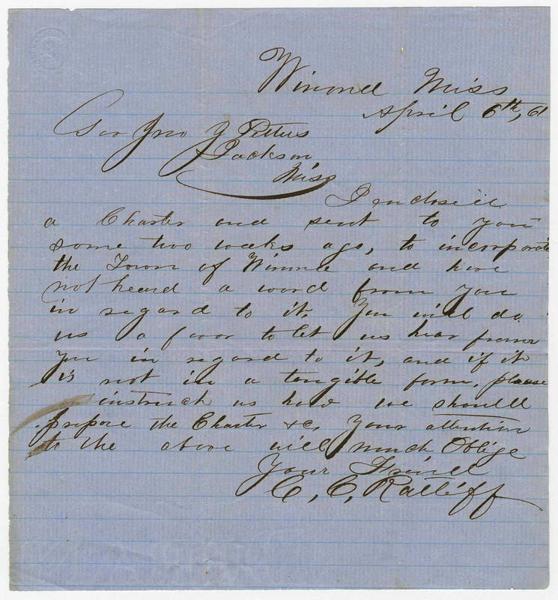 Winona Miss
April 6th, 61
Gov Jno J Pettus
Jackson,
Miss
I enclosed
a Charter and sent to you
some two weeks ago, to incorporate
the Town of Winona and have
not heard a word from you
in regard to it. You will do
us a favor to let us hear from
you in regard to it, and if it
is not in a tangible form, please
instruct us how we should
prepare the Charter &c. Your attention
to the above will much Oblige
Your Friend
C, C, Ratliff